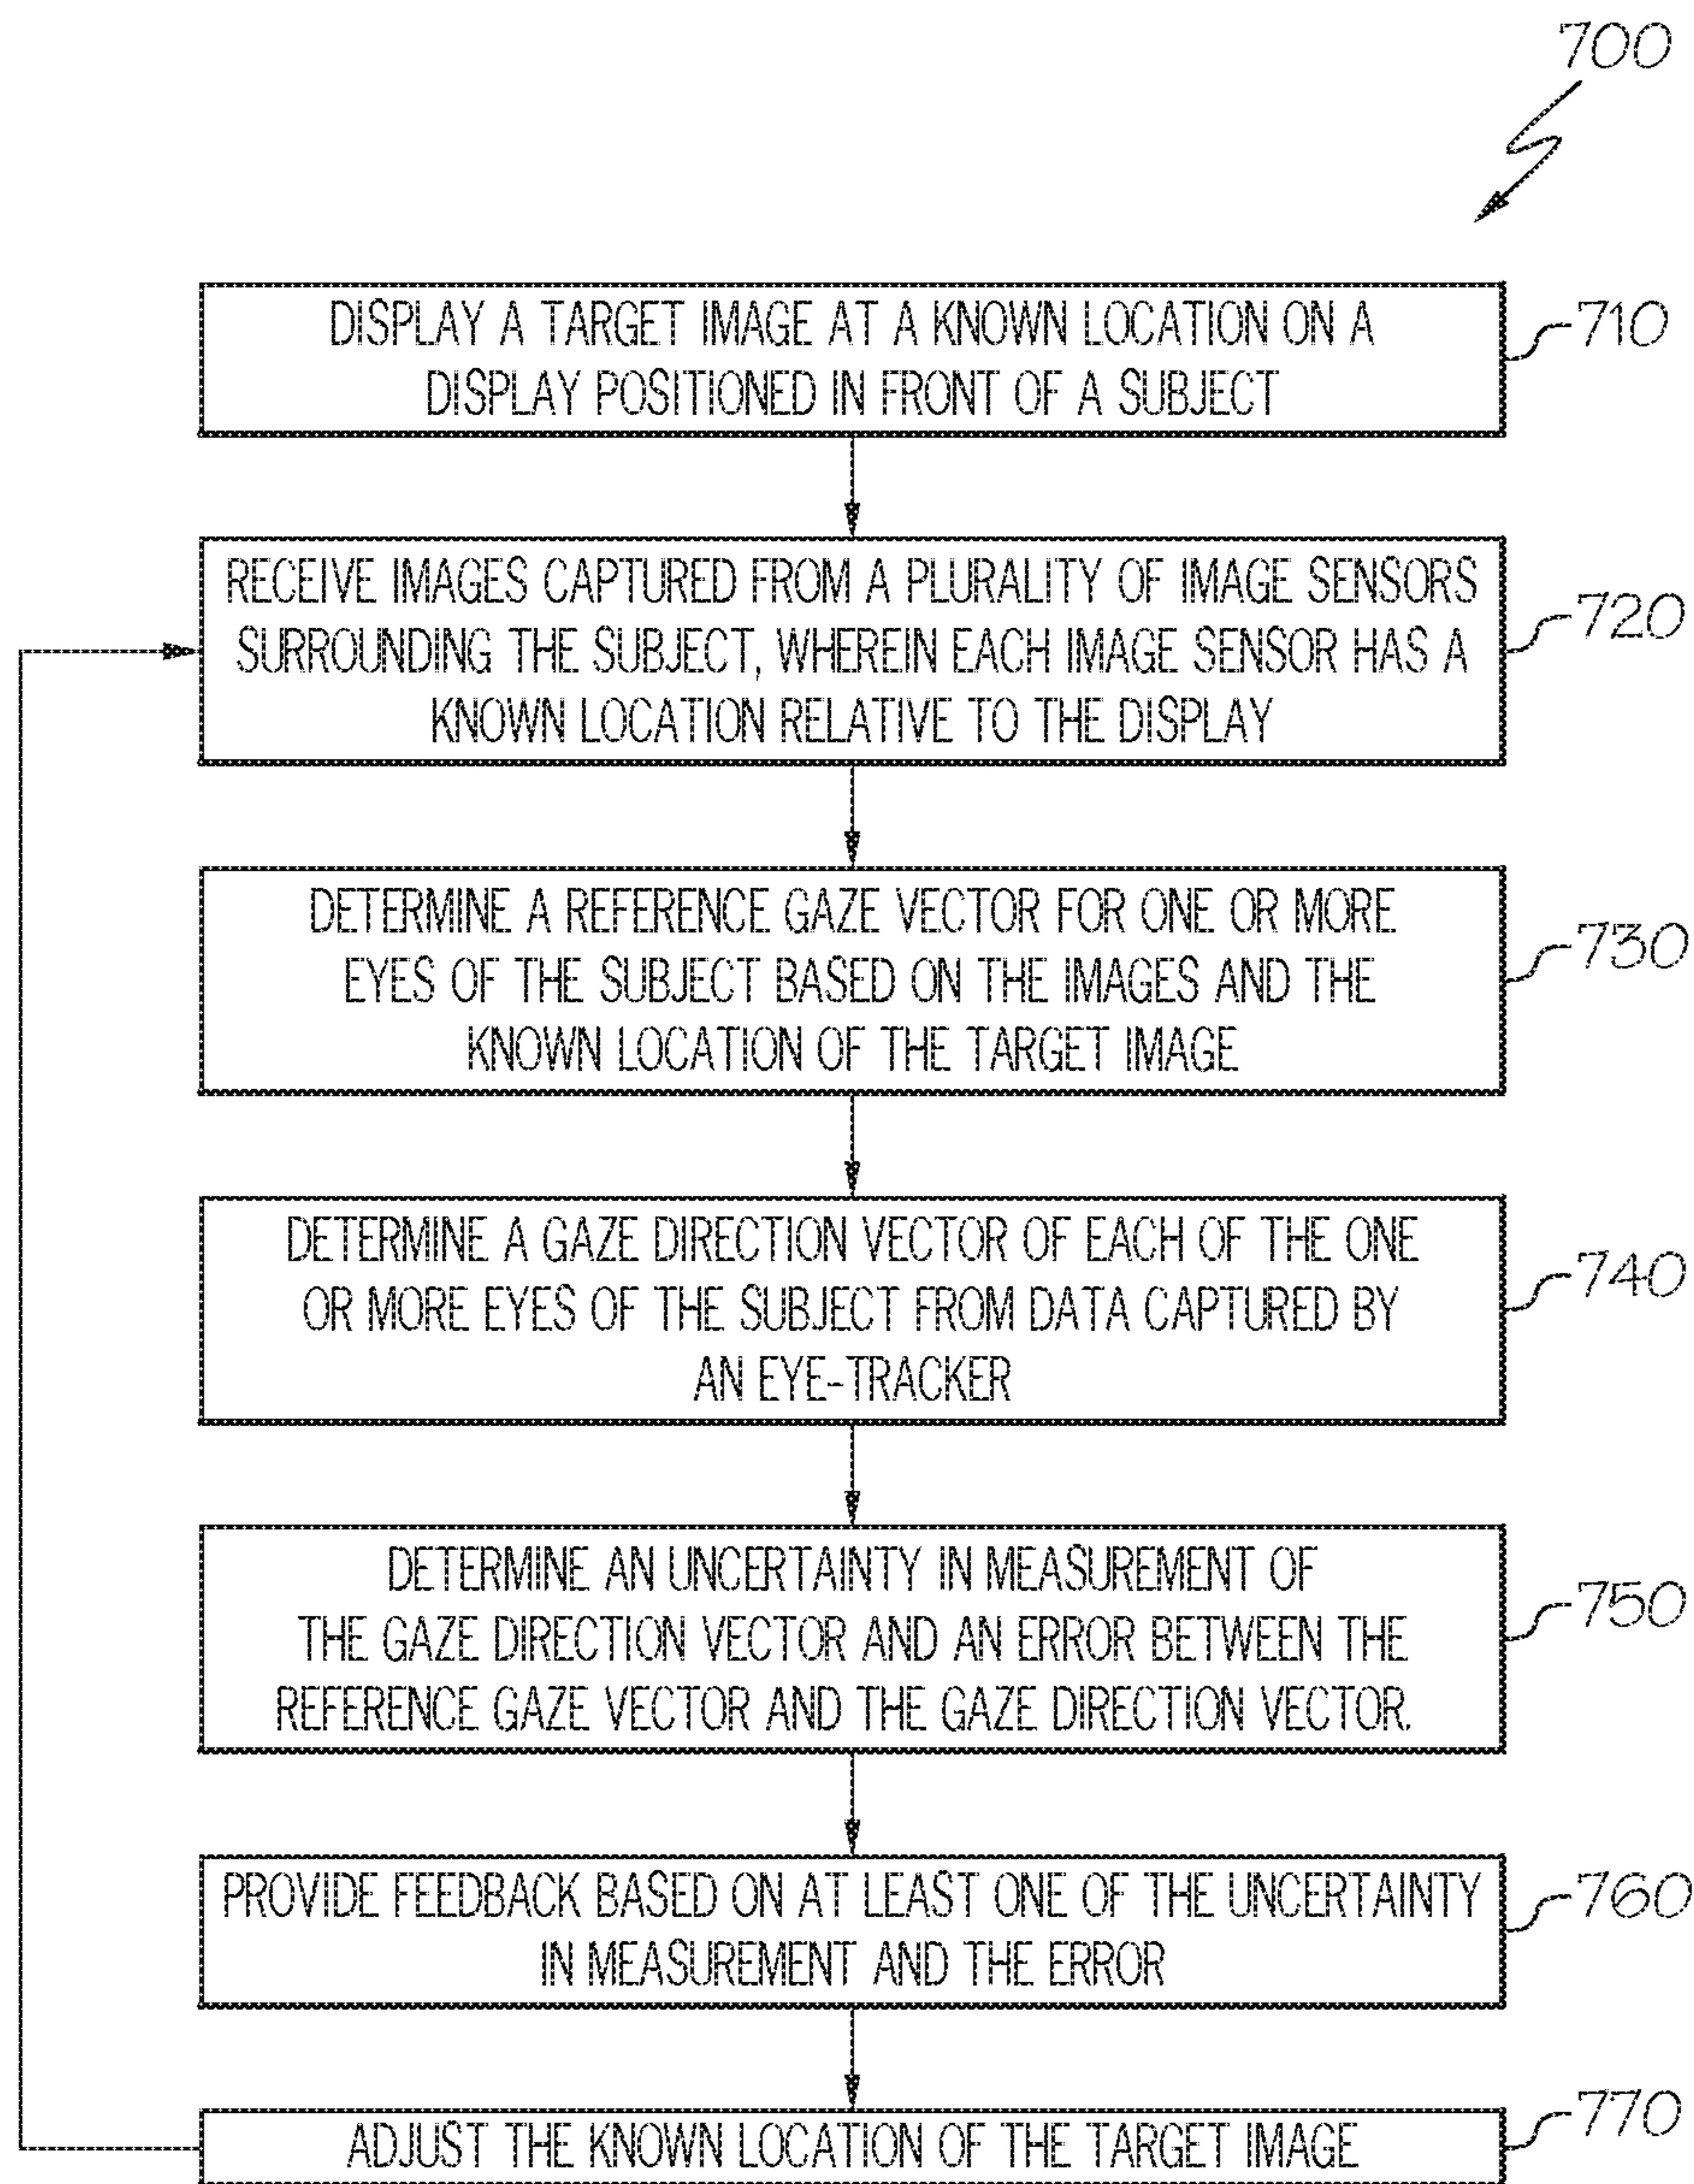 700
DISPLAY A TARGET IMAGE AT A KNOWN LOCATION ON A
DISPLAY POSITIONED IN FRONT OF A SUBJECT
710
RECEIVE IMAGES CAPTURED FROM A PLURALITY OF IMAGE SENSORS
SURROUNDING THE SUBJECT, WHEREIN EACH IMAGE SENSOR HAS A
KNOWN LOCATION RELATIVE TO THE DISPLAY
720
DETERMINE A REFERENCE GAZE VECTOR FOR ONE OR MORE
EYES OF THE SUBJECT BASED ON THE IMAGES AND THE
KNOWN LOCATION OF THE TARGET IMAGE
730
DETERMINE A GAZE DIRECTION VECTOR OF EACH OF THE ONE
OR MORE EYES OF THE SUBJECT FROM DATA CAPTURED BY
AN EYE-TRACKER
740
DETERMINE AN UNCERTAINTY IN MEASUREMENT OF
THE GAZE DIRECTION VECTOR AND AN ERROR BETWEEN THE
REFERENCE GAZE VECTOR AND THE GAZE DIRECTION VECTOR.
750
PROVIDE FEEDBACK BASED ON AT LEAST ONE OF THE UNCERTAINTY
IN MEASUREMENT AND THE ERROR
760
ADJUST THE KNOWN LOCATION OF THE TARGET IMAGE
770